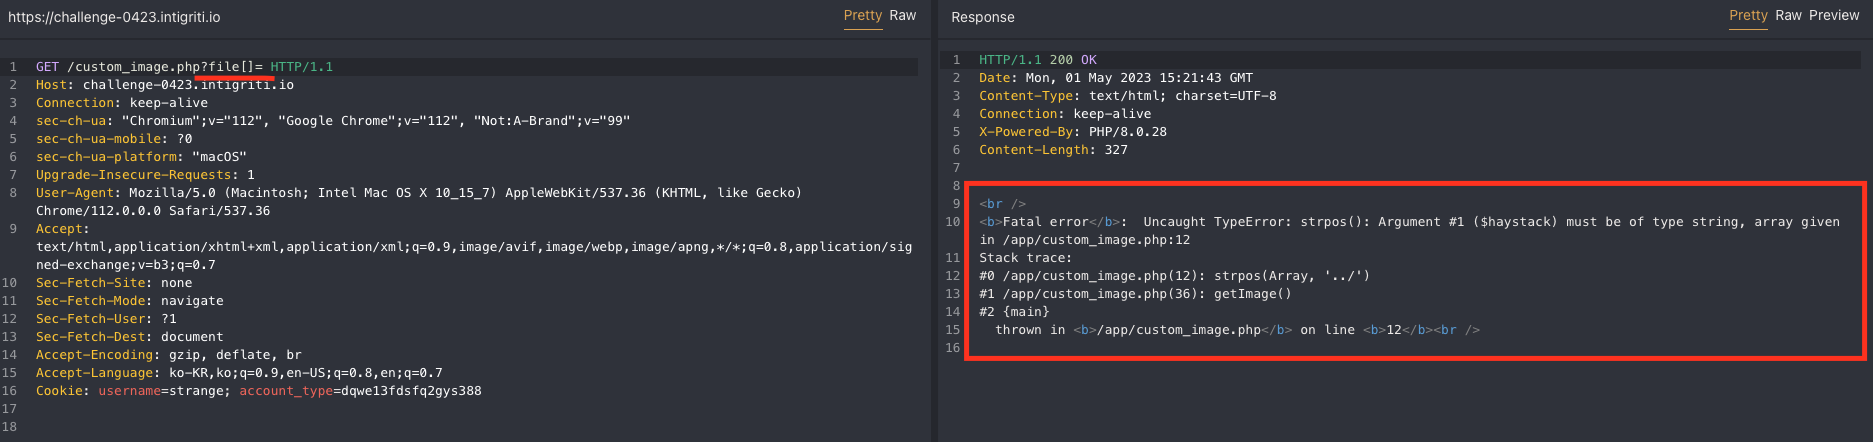 https://challenge-0423.intigriti.io
Pretty Raw
1 GET /custom_image.php?file[]= HTTP/1.1
2 Host: challenge-0423.intigriti.io
3 Connection: keep-alive
4 sec-ch-ua: "Chromium";v="112", "Google Chrome";v="112", "Not:A-Brand";v="99"
5 sec-ch-ua-mobile: ?0
6 sec-ch-ua-platform: "macOS"
7 Upgrade-Insecure-Requests: 1
8 User-Agent: Mozilla/5.0 (Macintosh; Intel Mac OS X 10_15_7) AppleWebKit/537.36 (KHTML, like Gecko)
Chrome/112.0.0.0 Safari/537.36
9 Accept:
text/html,application/xhtml+xml,application/xml;q=0.9,image/avif,image/webp,image/apng,*/*;q=0.8,application/sig
ned-exchange;v=b3;q=0.7
10 Sec-Fetch-Site: none
11 Sec-Fetch-Mode: navigate
12 Sec-Fetch-User: ?1
13 Sec-Fetch-Dest: document
14 Accept-Encoding: gzip, deflate, br
15 Accept-Language: ko-KR,ko;q=0.9,en-US;q=0.8,en;q=0.7
16 Cookie: username=strange; account_type=dqwe13fdsfq2gys388
17
18
Response
Pretty Raw Preview
1 HTTP/1.1 200 OK
2 Date: Mon, 01 May 2023 15:21:43 GMT
3 Content-Type: text/html; charset=UTF-8
4 Connection: keep-alive
5 X-Powered-By: PHP/8.0.28
6 Content-Length: 327
7
8
9 <br />
10 <b>Fatal error</b>:  Uncaught TypeError: strpos(): Argument #1 ($haystack) must be of type string, array given
in /app/custom_image.php:12
11 Stack trace:
12 #0 /app/custom_image.php(12): strpos(Array, '../')
13 #1 /app/custom_image.php(36): getImage()
14 #2 {main}
15   thrown in <b>/app/custom_image.php</b> on line <b>12</b><br />
16